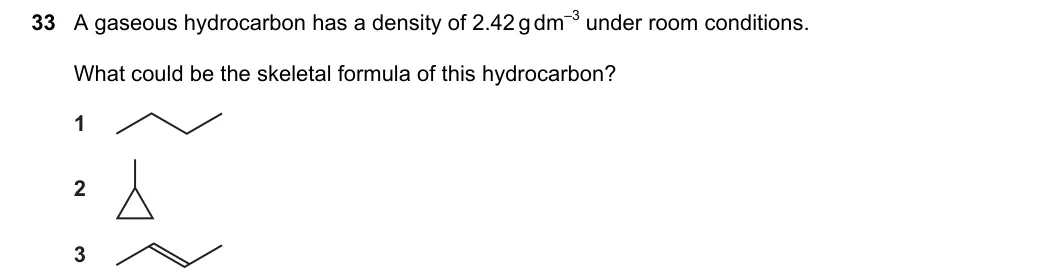 33 A gaseous hydrocarbon has a density of 2.42 g dm⁻³ under room conditions.
What could be the skeletal formula of this hydrocarbon?
1
2
3